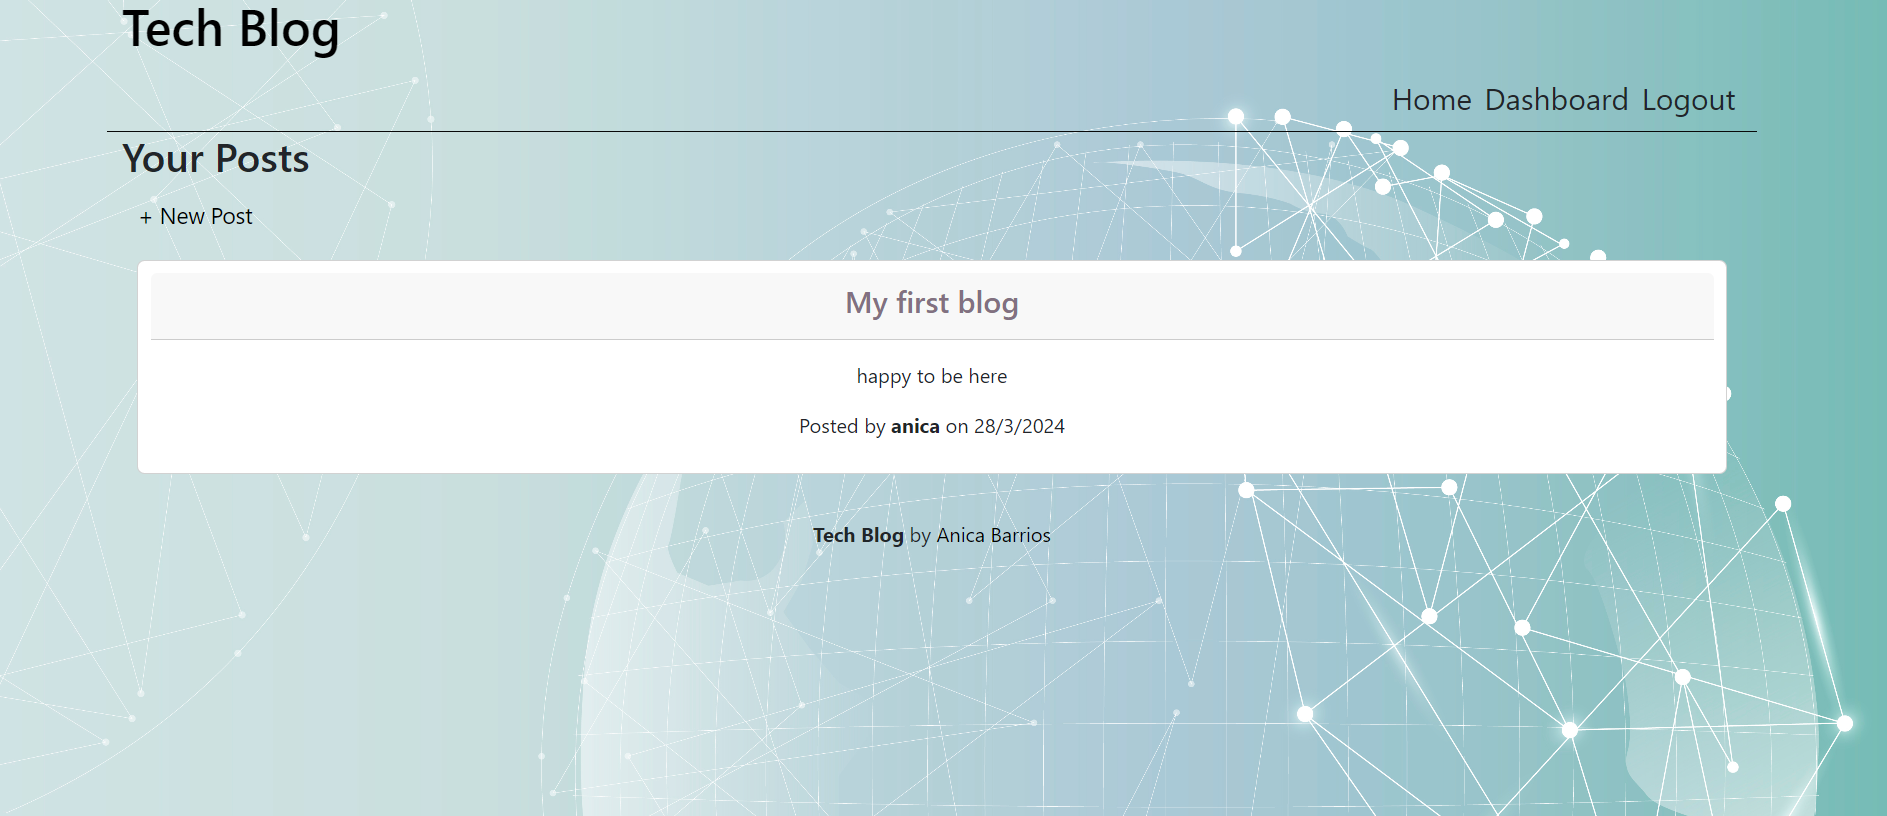 Tech Blog
Home Dashboard Logout
Your Posts
+ New Post
My first blog
happy to be here
Posted by anica on 28/3/2024
Tech Blog by Anica Barrios